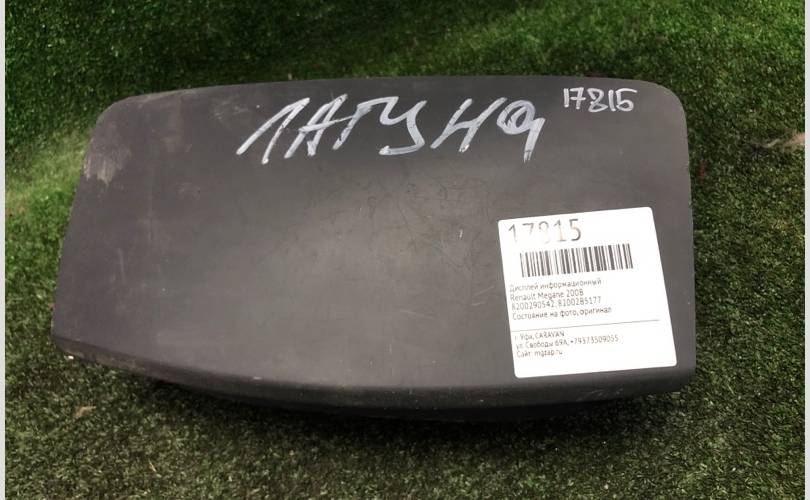 ЛАГУНА 17815
17815
Дисплей информационный
Renault Megane 2008
8200290542, 8200285177
Состояние на фото, оригинал
г. Уфа, CARAVAN
ул. Свободы 69А, +79373509055
Сайт: mgzap.ru